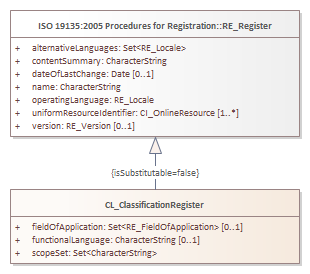 ISO 19135:2005 Procedures for Registration::RE_Register
+ alternativeLanguages: Set<RE_Locale>
+ contentSummary: CharacterString
+ dateOfLastChange: Date [0..1]
+ name: CharacterString
+ operatingLanguage: RE_Locale
+ uniformResourceIdentifier: CI_OnlineResource [1..*]
+ version: RE_Version [0..1]
{isSubstitutable=false}
CL_ClassificationRegister
+ fieldOfApplication: Set<RE_FieldOfApplication> [0..1]
+ functionalLanguage: CharacterString [0..1]
+ scopeSet: Set<CharacterString>